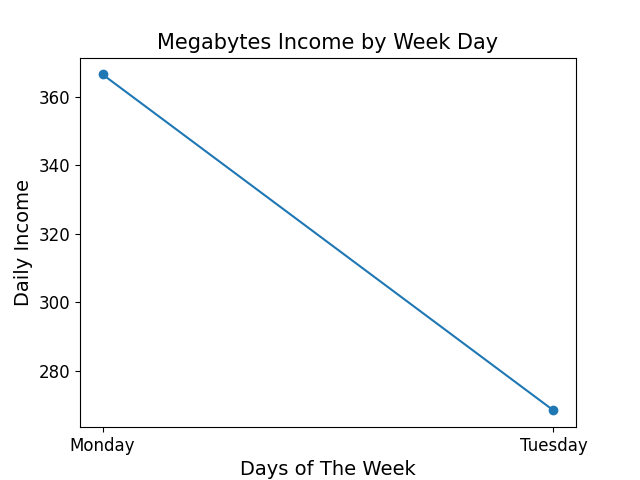 Megabytes Income by Week Day
360
340
320
300
280
Daily Income
Monday
Tuesday
Days of The Week